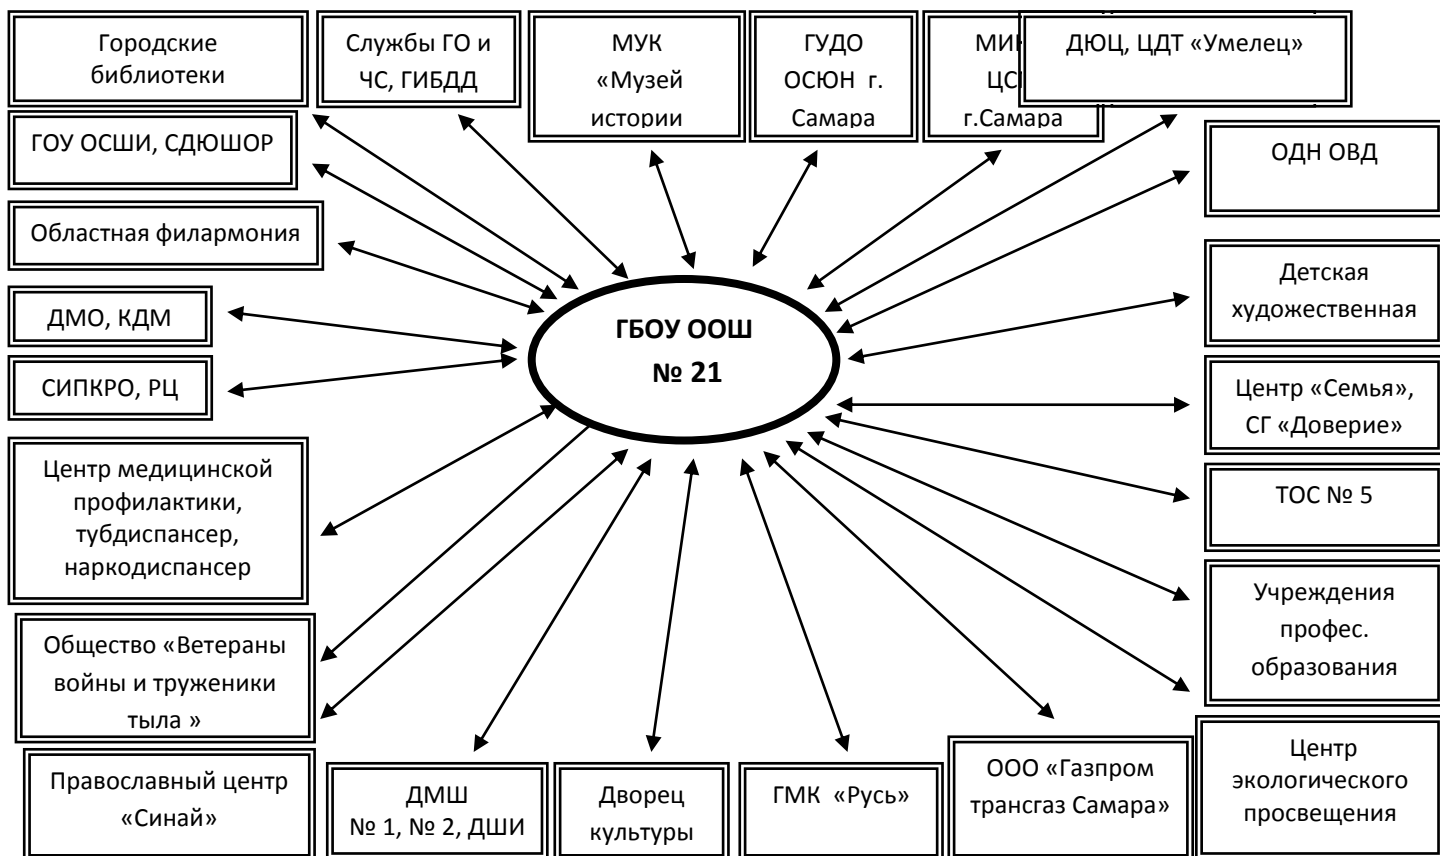 Городские
библиотеки
Службы ГО и
ЧС, ГИБДД
МУК
«Музей
истории
ГУДО
ОСЮН г.
Самара
г.Самара
ДЮЦ, ЦДТ «Умелец»
ГОУ ОСШИ, СДЮШОР
ОДН ОВД
Областная филармония
Детская
художественная
ДМО, КДМ
ГБОУ ООШ
№ 21
СИПКРО, РЦ
Центр «Семья»,
СГ «Доверие»
Центр медицинской
профилактики,
тубдиспансер,
наркодиспансер
ТОС № 5
Учреждения
профес.
образования
Общество «Ветераны
войны и труженики
тыла »
Православный центр
«Синай»
ДМШ
№ 1, № 2, ДШИ
Дворец
культуры
ГМК «Русь»
ООО «Газпром
трансгаз Самара»
Центр
экологического
просвещения